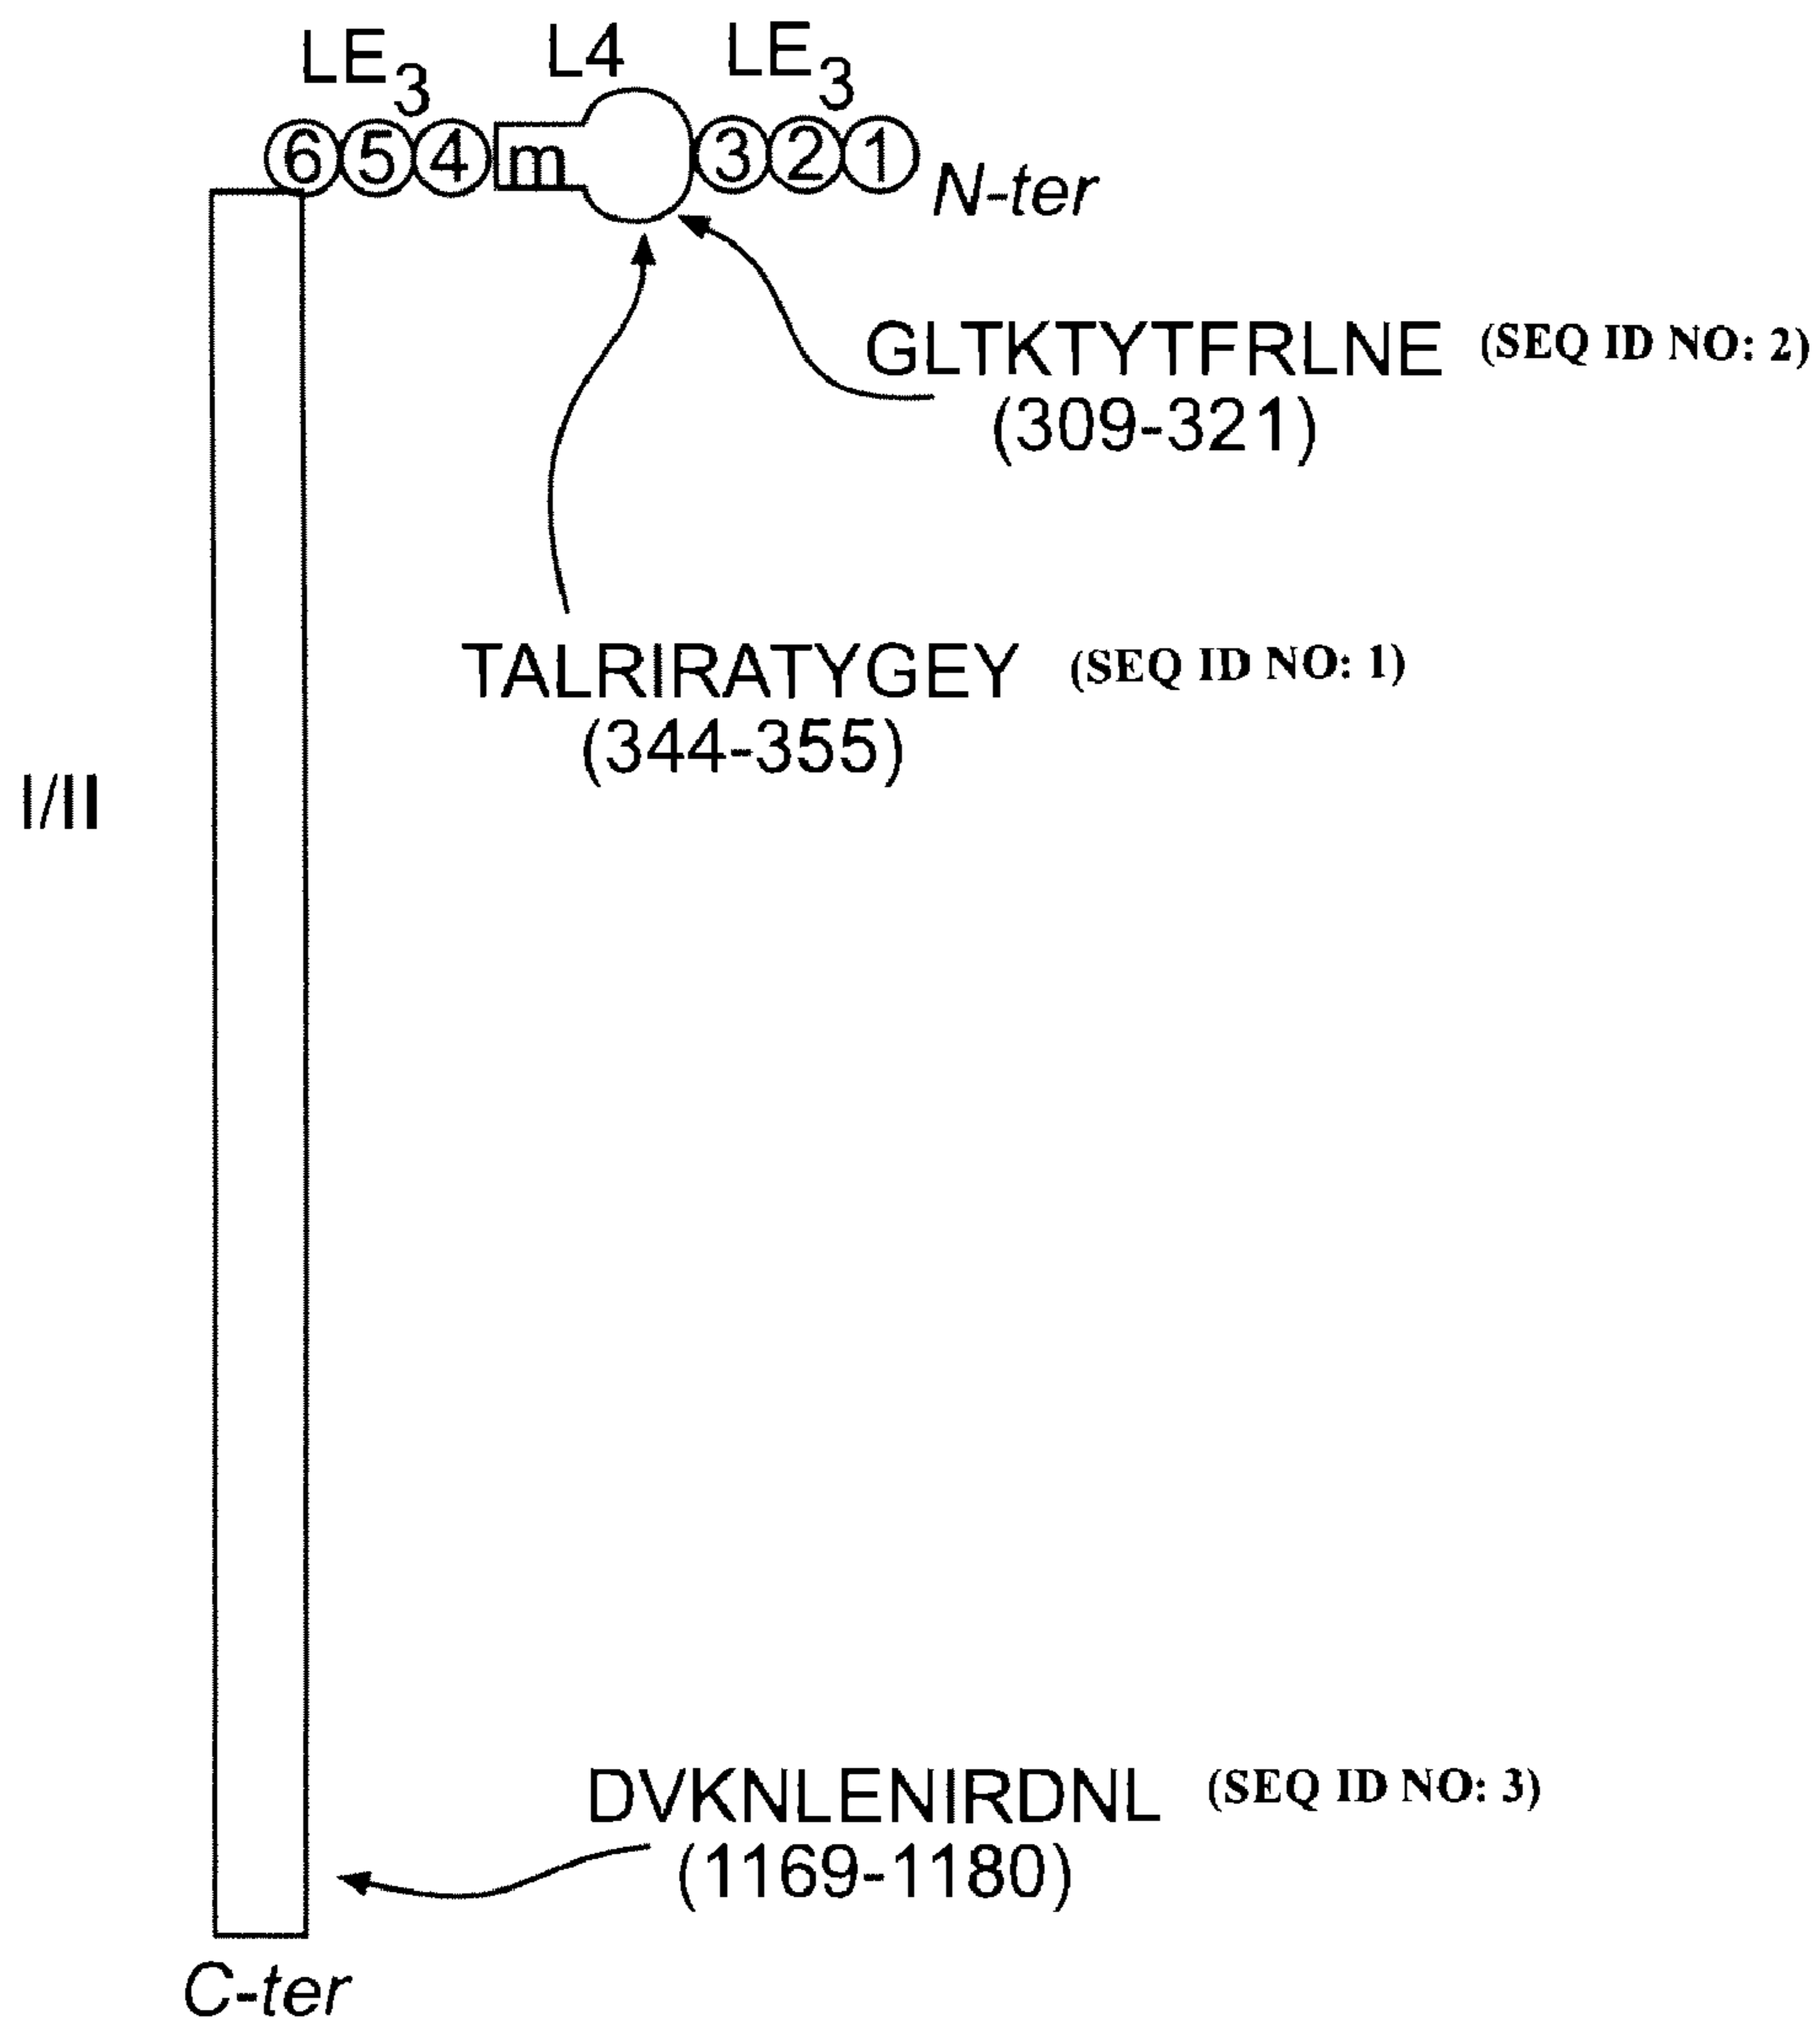 LE3 L4 LE3
6 5 4 m 3 2 1 N-ter
GLTKTYTFRLNE (SEQ ID NO: 2)
(309-321)
TALRIRATYGEY (SEQ ID NO: 1)
(344-355)
I/II
DVKNLENIRDNL (SEQ ID NO: 3)
(1169-1180)
C-ter